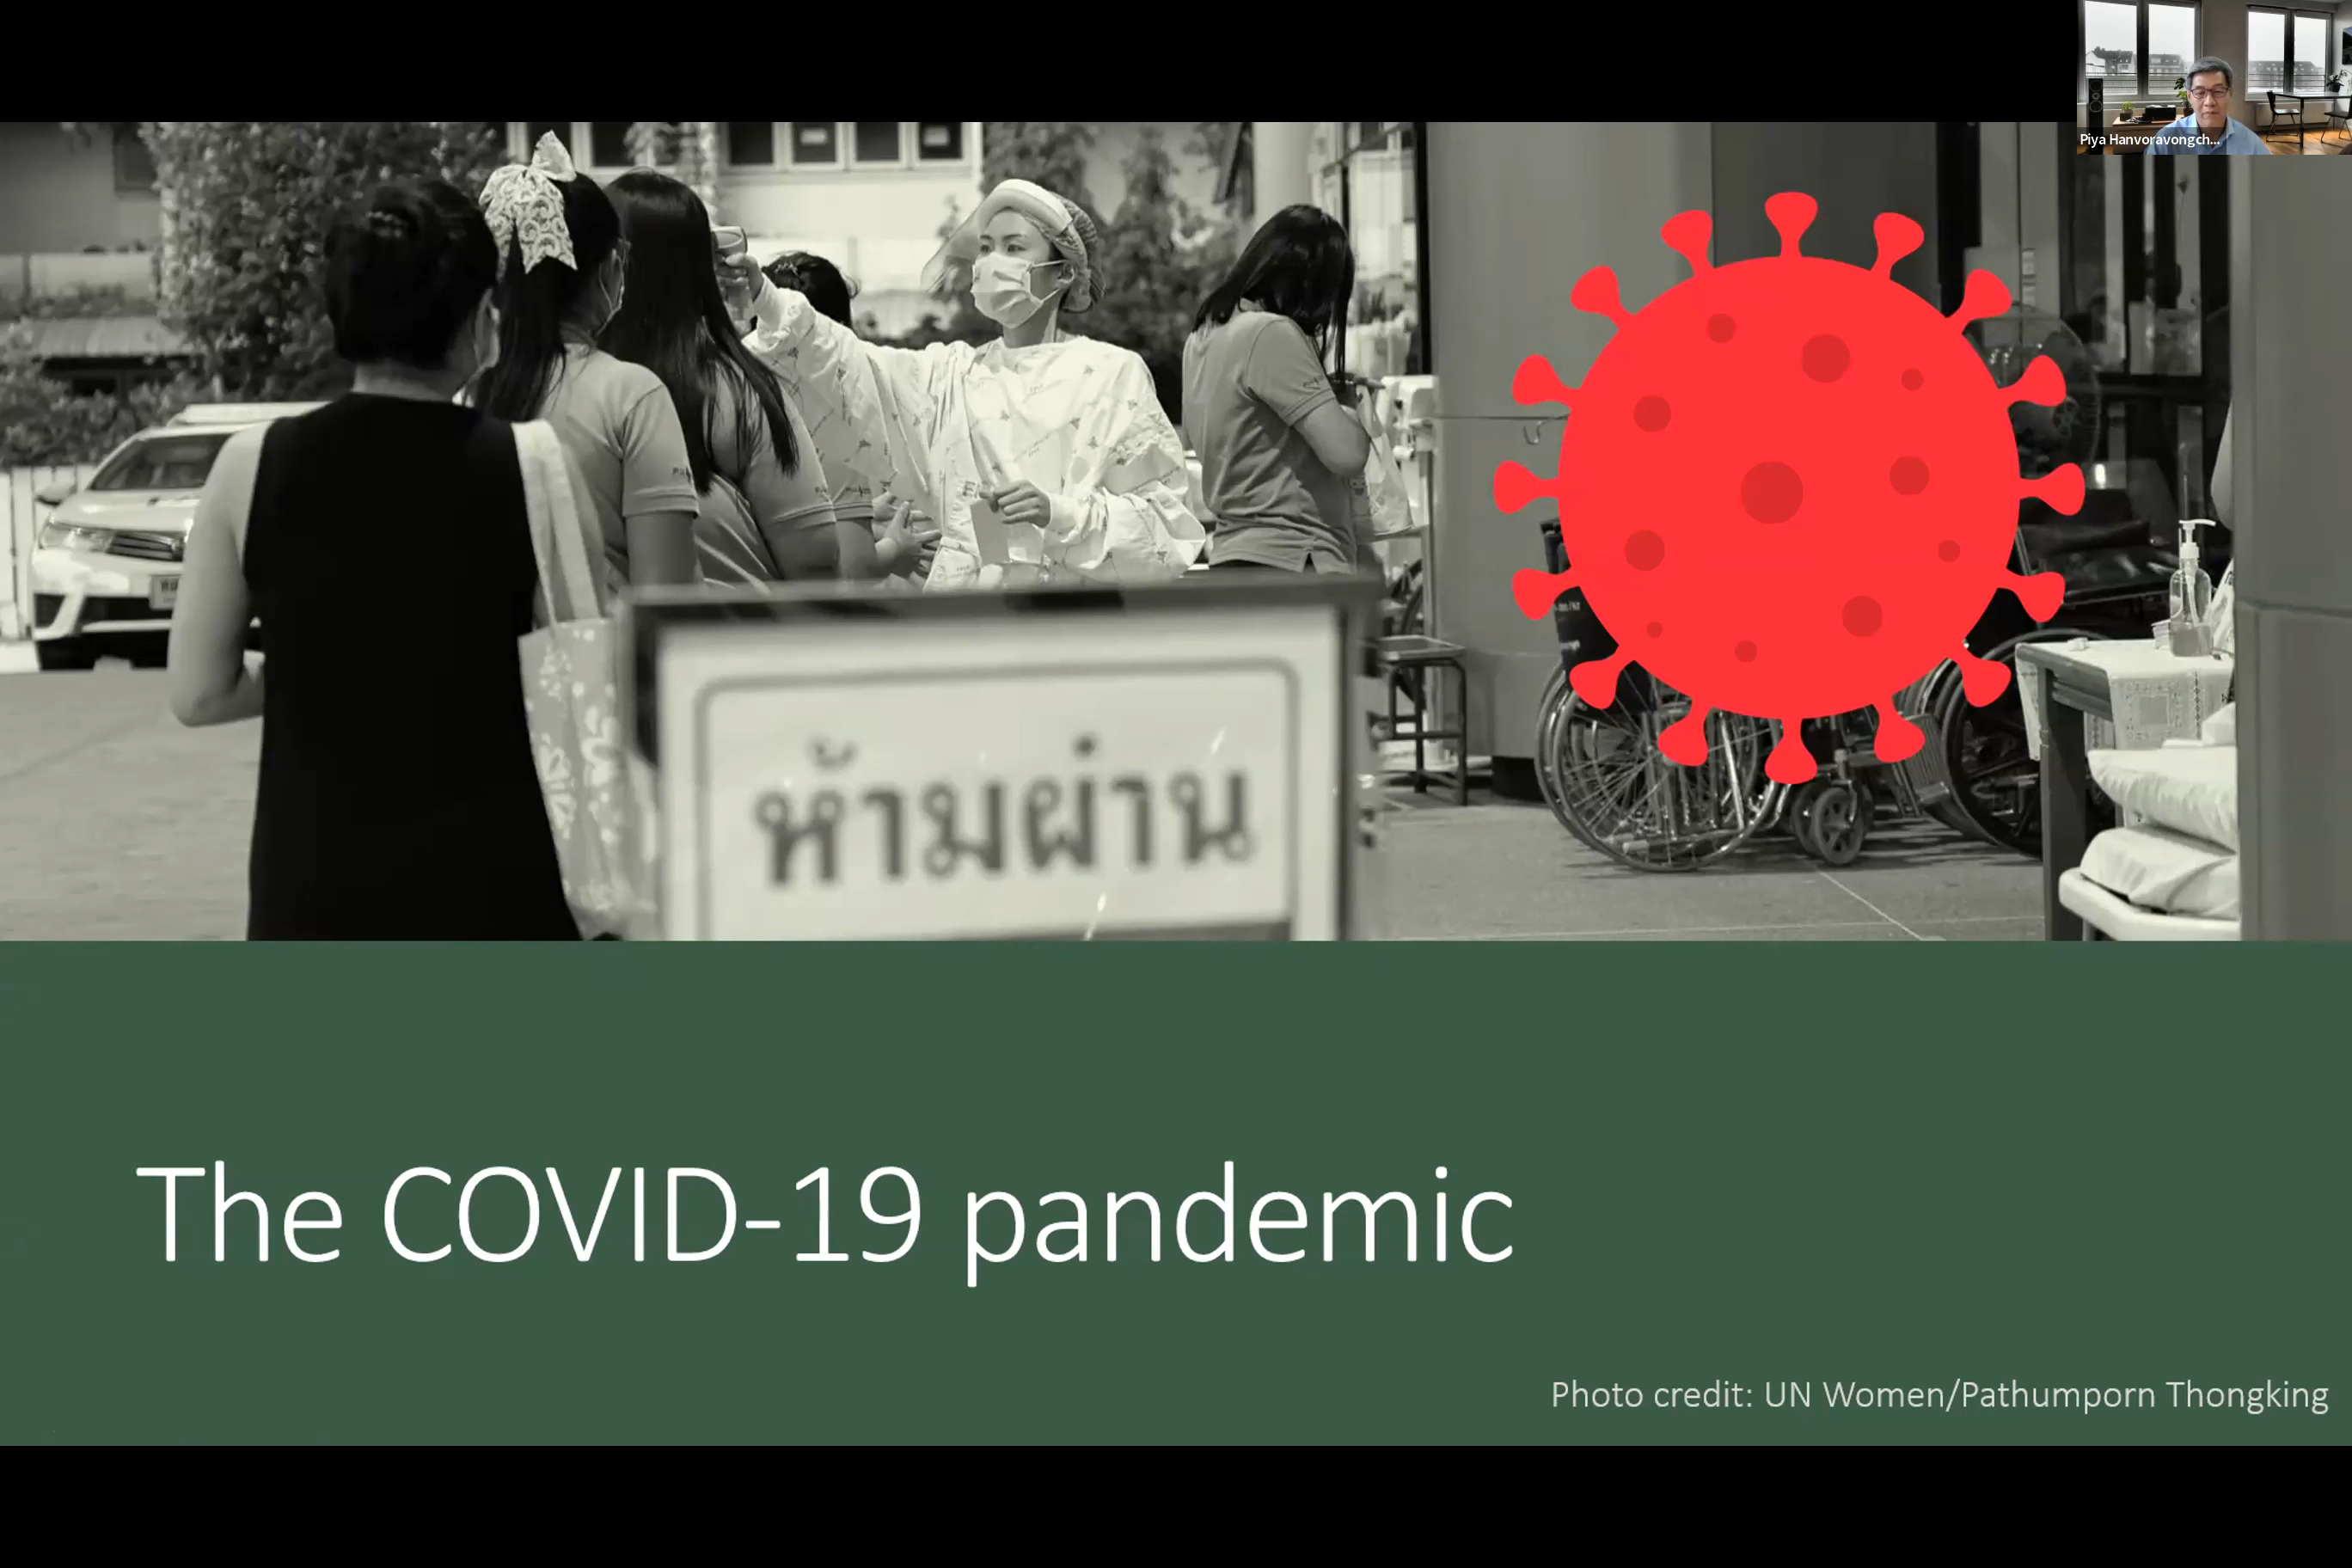 Piya Hanvoravongch...
ห้ามผ่าน
The COVID-19 pandemic
Photo credit: UN Women/Pathumporn Thongking